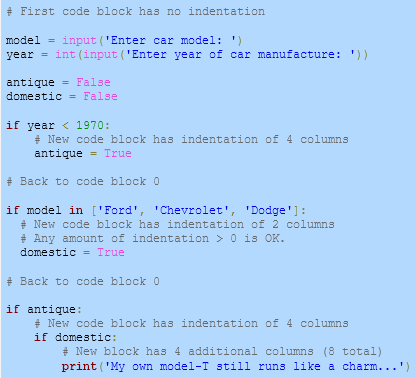 # First code block has no indentation

model = input('Enter car model: ')
year = int(input('Enter year of car manufacture: '))

antique = False
domestic = False

if year < 1970:
    # New code block has indentation of 4 columns
    antique = True

# Back to code block 0

if model in ['Ford', 'Chevrolet', 'Dodge']:
  # New code block has indentation of 2 columns
  # Any amount of indentation > 0 is OK.
  domestic = True

# Back to code block 0

if antique:
    # New code block has indentation of 4 columns
    if domestic:
        # New block has 4 additional columns (8 total)
        print('My own model-T still runs like a charm...')